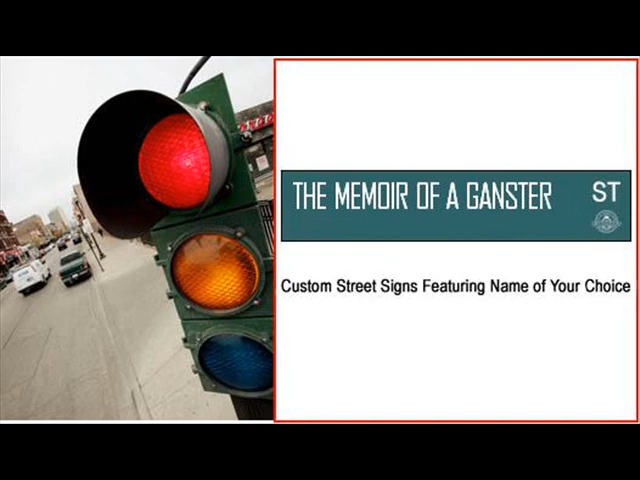 THE MEMOIR OF A GANSTER ST
Custom Street Signs Featuring Name of Your Choice